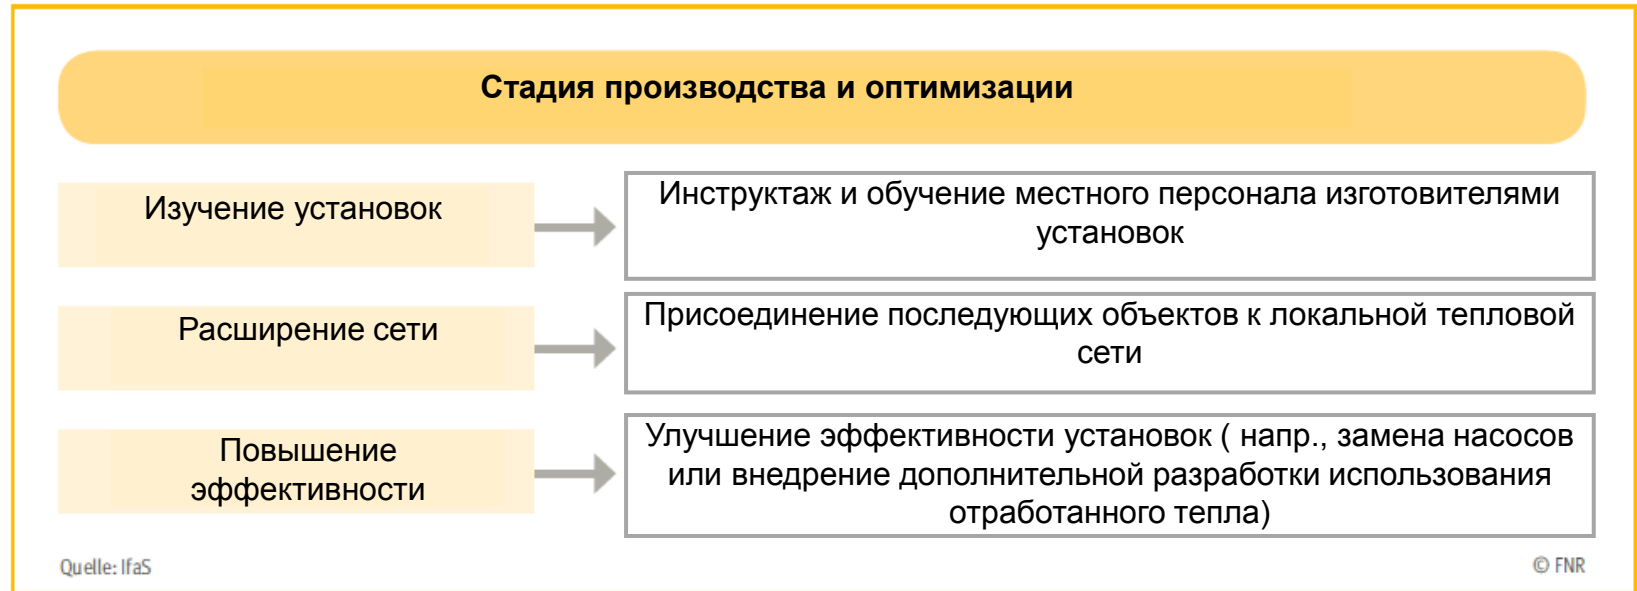 Стадия производства и оптимизации
Изучение установок
Инструктаж и обучение местного персонала изготовителями
установок
Расширение сети
Присоединение последующих объектов к локальной тепловой
сети
Повышение
эффективности
Улучшение эффективности установок ( напр., замена насосов
или внедрение дополнительной разработки использования
отработанного тепла)
Quelle: IfaS
© FNR